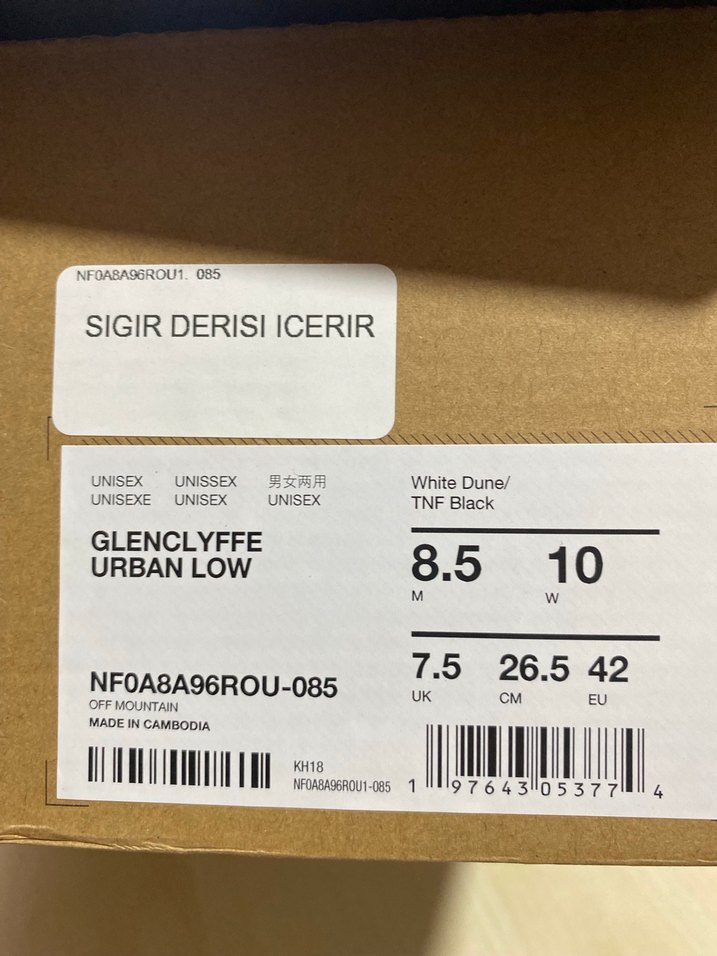 NF0A8A96ROU1. 085
SIGIR DERISI ICERIR
UNISEX UNISSEX 男女两用
UNISEXE UNISEX UNISEX
GLENCLYFFE
URBAN LOW
NF0A8A96ROU-085
OFF MOUNTAIN
MADE IN CAMBODIA
KH18
NF0A8A96ROU1-085
White Dune/
TNF Black
8.5 10
M W
7.5 26.5 42
UK CM EU
1 97643 05377 4